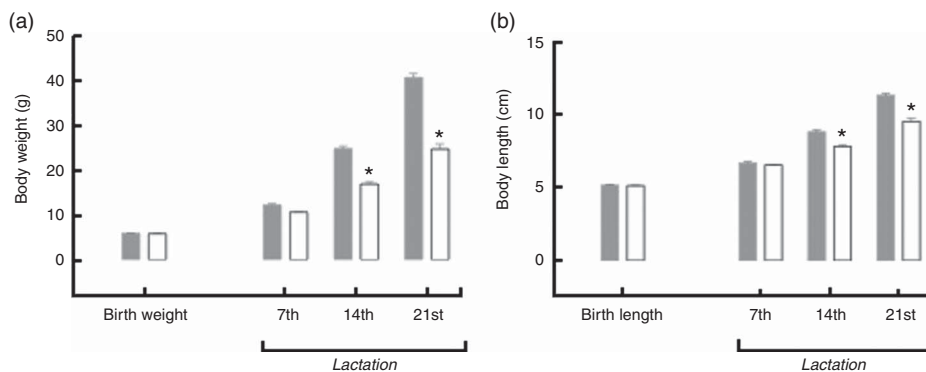 (a)
Body weight (g)
50
40
30
20
10
0
*
*
Birth weight
7th
14th
21st
Lactation
(b)
Body length (cm)
15
10
5
0
*
*
Birth length
7th
14th
21st
Lactation